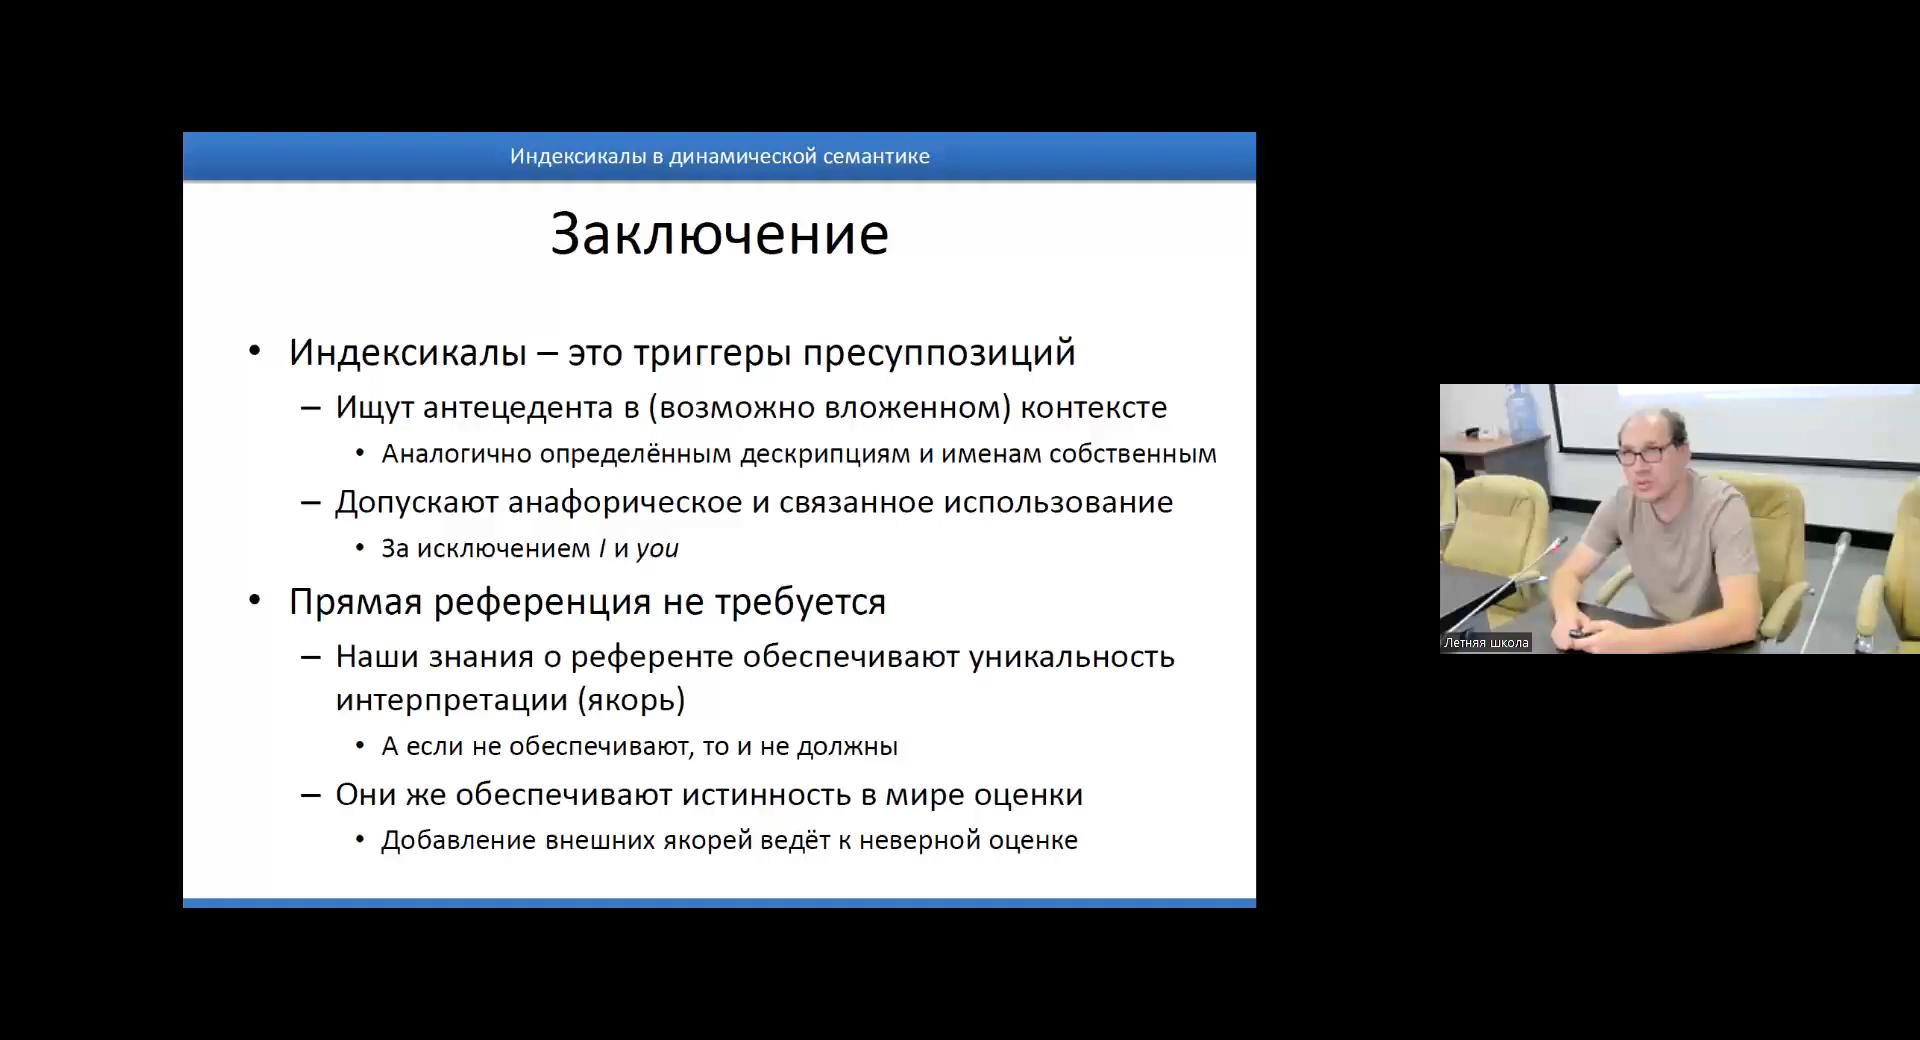 Индексикалы в динамической семантике
Заключение
• Индексикалы – это триггеры пресуппозиций
– Ищут антецедента в (возможно вложенном) контексте
• Аналогично определённым дескрипциям и именам собственным
– Допускают анафорическое и связанное использование
• За исключением I и you
• Прямая референция не требуется
– Наши знания о референте обеспечивают уникальность
интерпретации (якорь)
• А если не обеспечивают, то и не должны
– Они же обеспечивают истинность в мире оценки
• Добавление внешних якорей ведёт к неверной оценке
Летняя школа